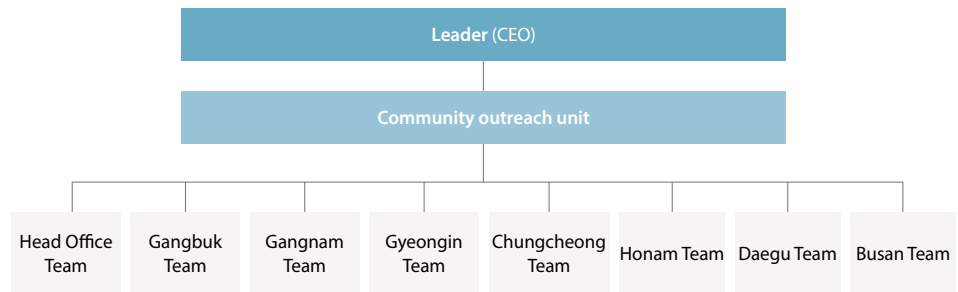 Leader (CEO)
Community outreach unit
Head Office
Team
Gangbuk
Team
Gangnam
Team
Gyeongin
Team
Chungcheong
Team
Honam Team
Daegu Team
Busan Team